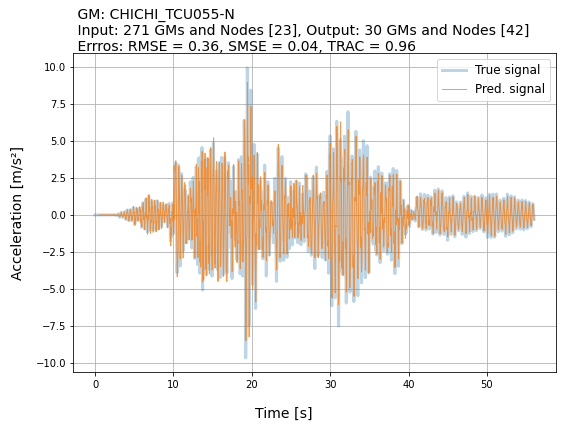 GM: CHICHI_TCU055-N
Input: 271 GMs and Nodes [23], Output: 30 GMs and Nodes [42]
Errros: RMSE = 0.36, SMSE = 0.04, TRAC = 0.96
True signal
Pred. signal
10.0
7.5
5.0
2.5
0.0
−2.5
−5.0
−7.5
−10.0
Acceleration [m/s²]
0 10 20 30 40 50
Time [s]